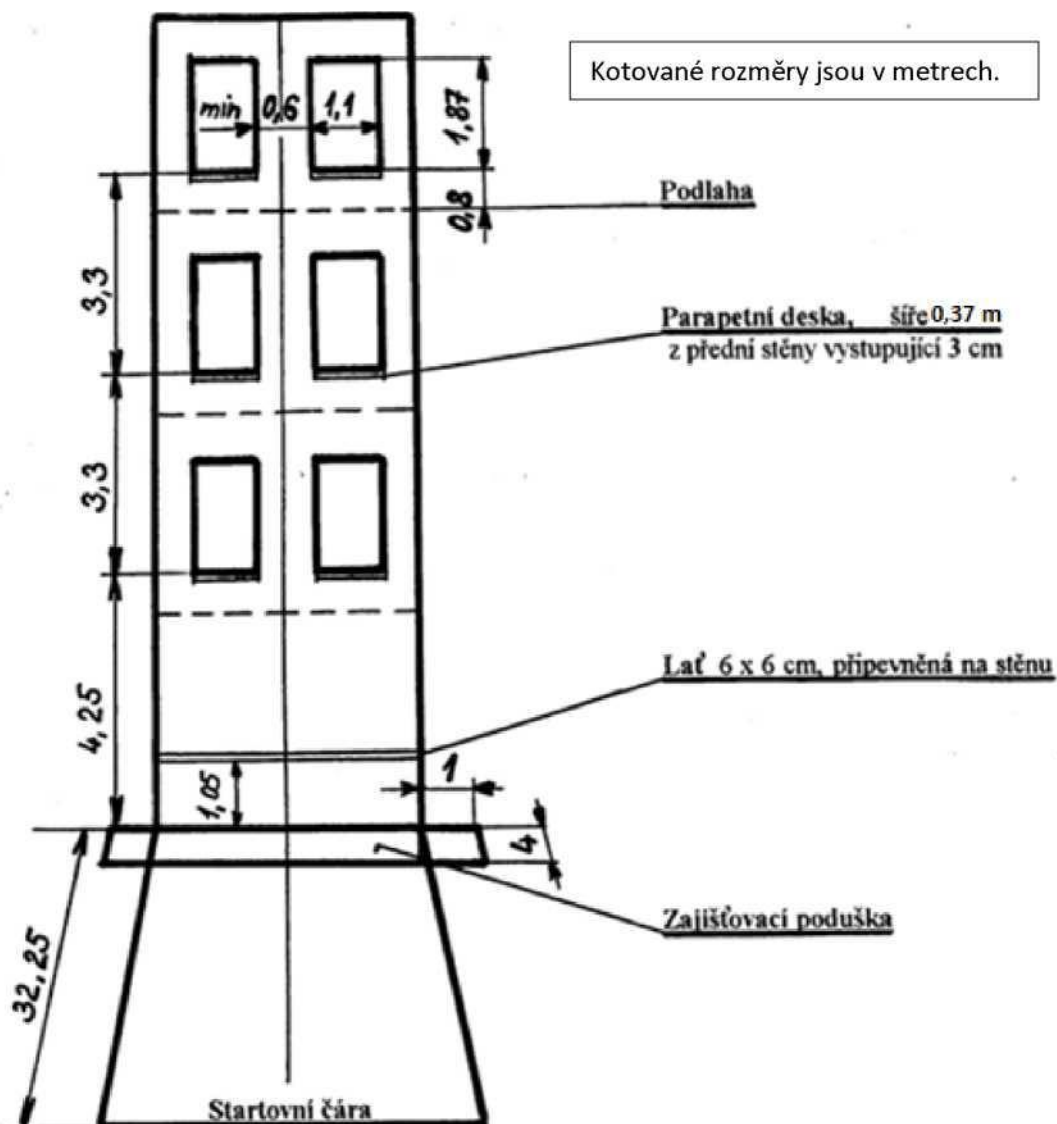 Kotované rozměry jsou v metrech.
min 0,6 1,1
1,87
0,8
Podlaha
3,3
Parapetní deska, šíře 0,37 m
z přední stěny vystupující 3 cm
3,3
Lať 6 x 6 cm, připevněná na stěnu
4,25
1,05
1
4
Zajišťovací poduška
32,25
Startovní čára